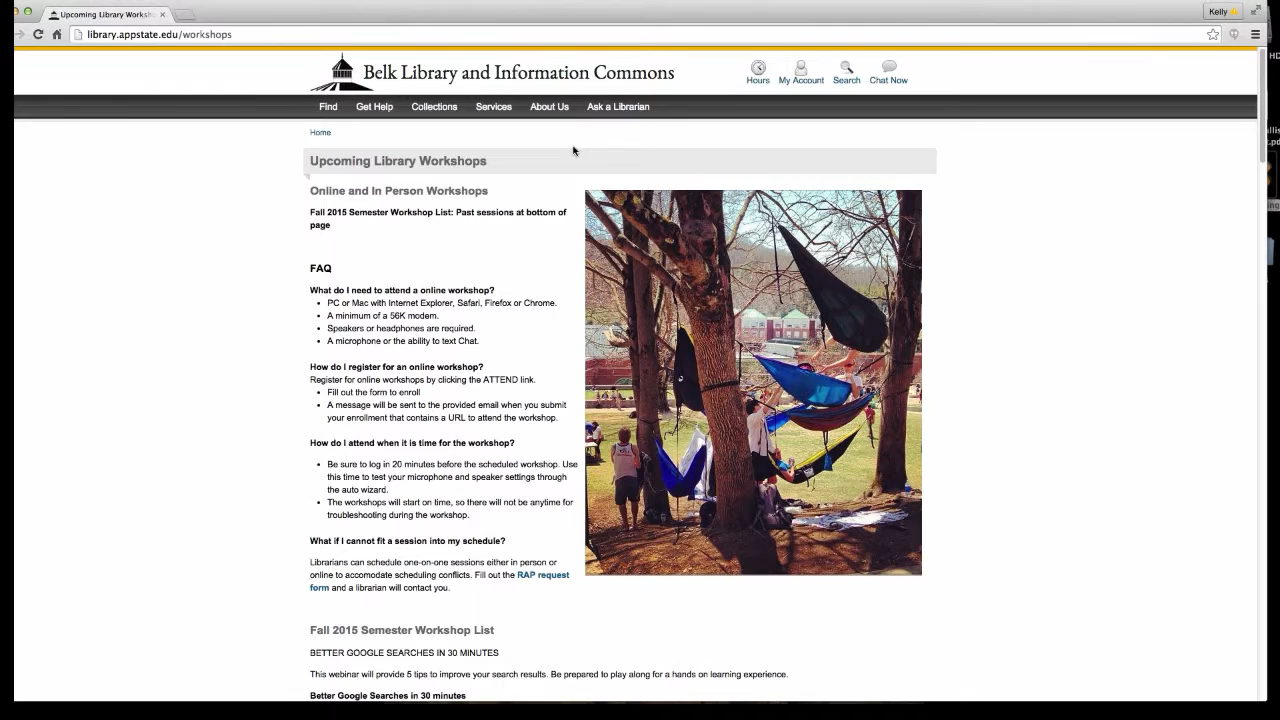 Upcoming Library Worksh
Kelly
library.appstate.edu/workshops
Belk Library and Information Commons
Hours
My Account
Search
Chat Now
Find
Get Help
Collections
Services
About Us
Ask a Librarian
Home
Upcoming Library Workshops
Online and In Person Workshops
Fall 2015 Semester Workshop List: Past sessions at bottom of
page
FAQ
What do I need to attend a online workshop?
• PC or Mac with Internet Explorer, Safari, Firefox or Chrome.
• A minimum of a 56K modem.
• Speakers or headphones are required.
• A microphone or the ability to text Chat.
How do I register for an online workshop?
Register for online workshops by clicking the ATTEND link.
• Fill out the form to enroll
• A message will be sent to the provided email when you submit
your enrollment that contains a URL to attend the workshop.
How do I attend when it is time for the workshop?
• Be sure to log in 20 minutes before the scheduled workshop. Use
this time to test your microphone and speaker settings through
the auto wizard.
• The workshops will start on time, so there will not be anytime for
troubleshooting during the workshop.
What if I cannot fit a session into my schedule?
Librarians can schedule one-on-one sessions either in person or
online to accomodate scheduling conflicts. Fill out the RAP request
form and a librarian will contact you.
Fall 2015 Semester Workshop List
BETTER GOOGLE SEARCHES IN 30 MINUTES
This webinar will provide 5 tips to improve your search results. Be prepared to play along for a hands on learning experience.
Better Google Searches in 30 minutes